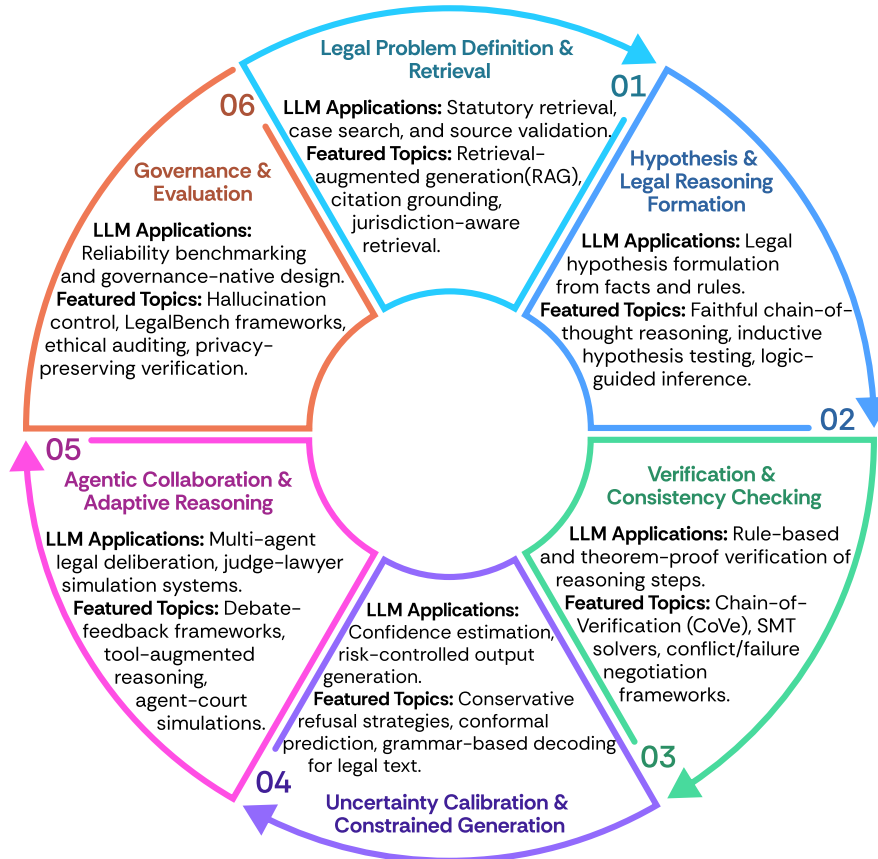 Legal Problem Definition &
Retrieval
01
LLM Applications: Statutory retrieval,
case search, and source validation.
Featured Topics: Retrieval-
augmented generation(RAG),
citation grounding,
jurisdiction-aware
retrieval.
Hypothesis &
Legal Reasoning
Formation
LLM Applications: Legal
hypothesis formulation
from facts and rules.
Featured Topics: Faithful chain-of-
thought reasoning, inductive
hypothesis testing, logic-
guided inference.
02
Verification &
Consistency Checking
LLM Applications: Rule-based
and theorem-proof verification of
reasoning steps.
Featured Topics: Chain-of-
Verification (CoVe), SMT
solvers, conflict/failure
negotiation
frameworks.
03
LLM Applications:
Confidence estimation,
risk-controlled output
generation.
Featured Topics: Conservative
refusal strategies, conformal
prediction, grammar-based decoding
for legal text.
04
Uncertainty Calibration &
Constrained Generation
05
Agentic Collaboration &
Adaptive Reasoning
LLM Applications: Multi-agent
legal deliberation, judge-lawyer
simulation systems.
Featured Topics: Debate-
feedback frameworks,
tool-augmented
reasoning,
agent-court
simulations.
06
Governance &
Evaluation
LLM Applications:
Reliability benchmarking
and governance-native design.
Featured Topics: Hallucination
control, LegalBench frameworks,
ethical auditing, privacy-
preserving verification.